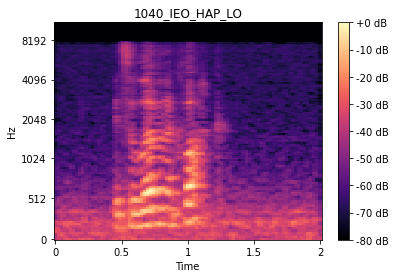 1040_IEO_HAP_LO
8192
4096
2048
1024
512
0
Hz
0
0.5
1
1.5
2
Time
+0 dB
-10 dB
-20 dB
-30 dB
-40 dB
-50 dB
-60 dB
-70 dB
-80 dB